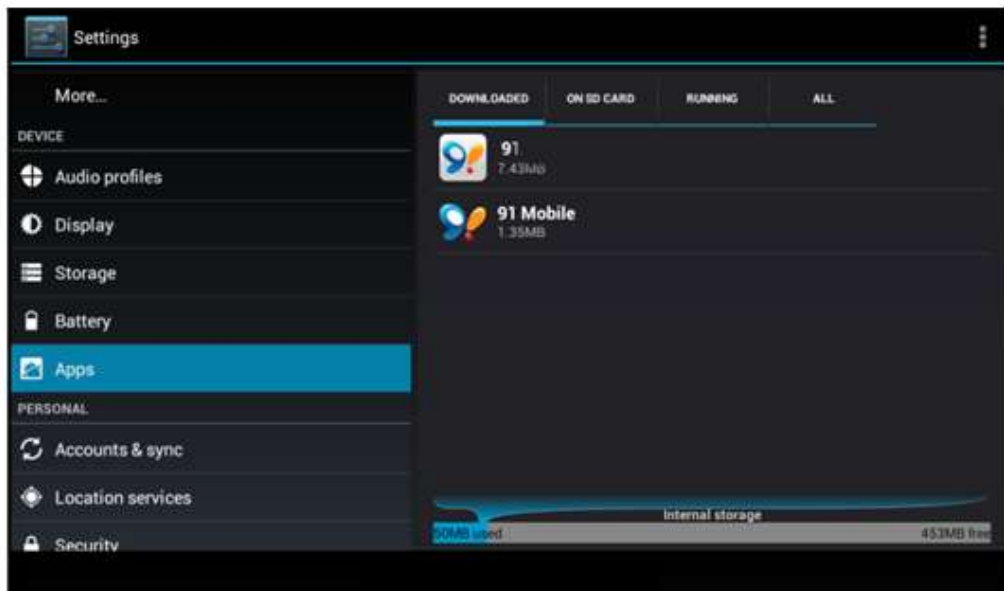 Settings
More...
DEVICE
Audio profiles
Display
Storage
Battery
Apps
PERSONAL
Accounts & sync
Location services
Security
DOWNLOADED ON SD CARD RUNNING ALL
91
7.43MB
91 Mobile
1.35MB
Internal storage
50MB used 453MB free